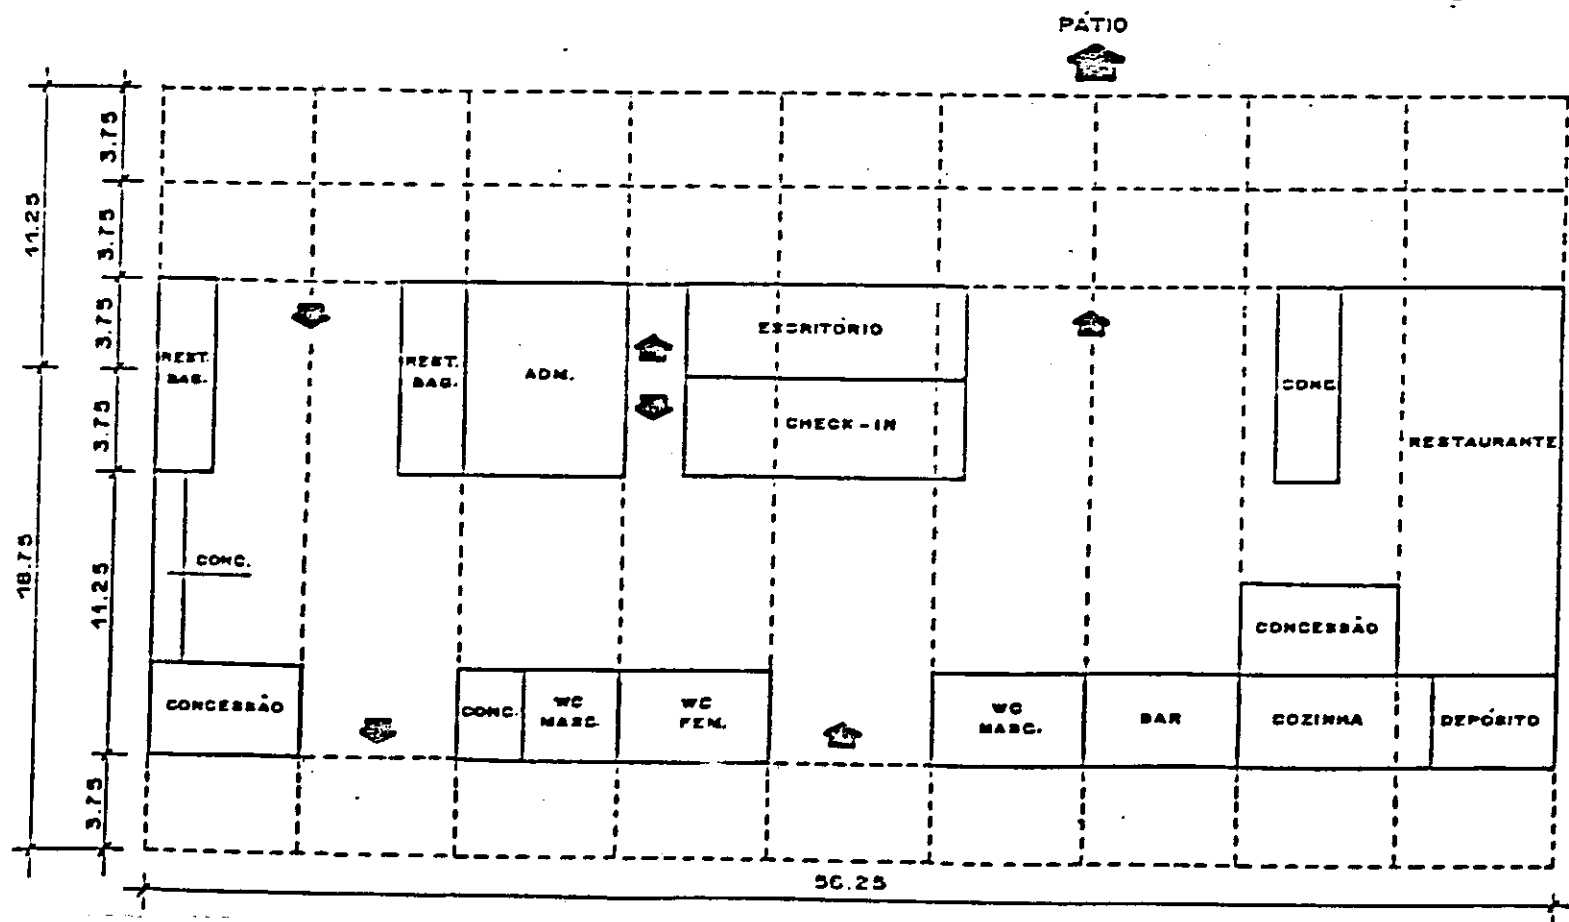 PÁTIO
3.75
11.25
3.75
3.75
ESCRITÓRIO
REST.
BAG.
REST.
BAG.
ADM.
CONC.
3.75
CHECK-IN
RESTAURANTE
18.75
CONC.
11.25
CONCESSÃO
CONCESSÃO
CONC.
WC
MASC.
WC
FEM.
WC
MASC.
BAR
COZINHA
DEPÓSITO
3.75
56.25